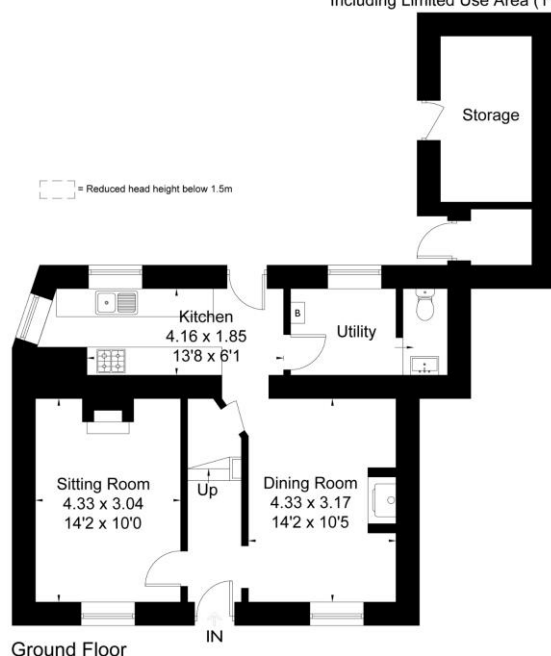 Including Limited Use Area (1
Storage
= Reduced head height below 1.5m
Kitchen
4.16 x 1.85
13'8 x 6'1
B
Utility
Sitting Room
4.33 x 3.04
14'2 x 10'0
Up
Dining Room
4.33 x 3.17
14'2 x 10'5
IN
Ground Floor